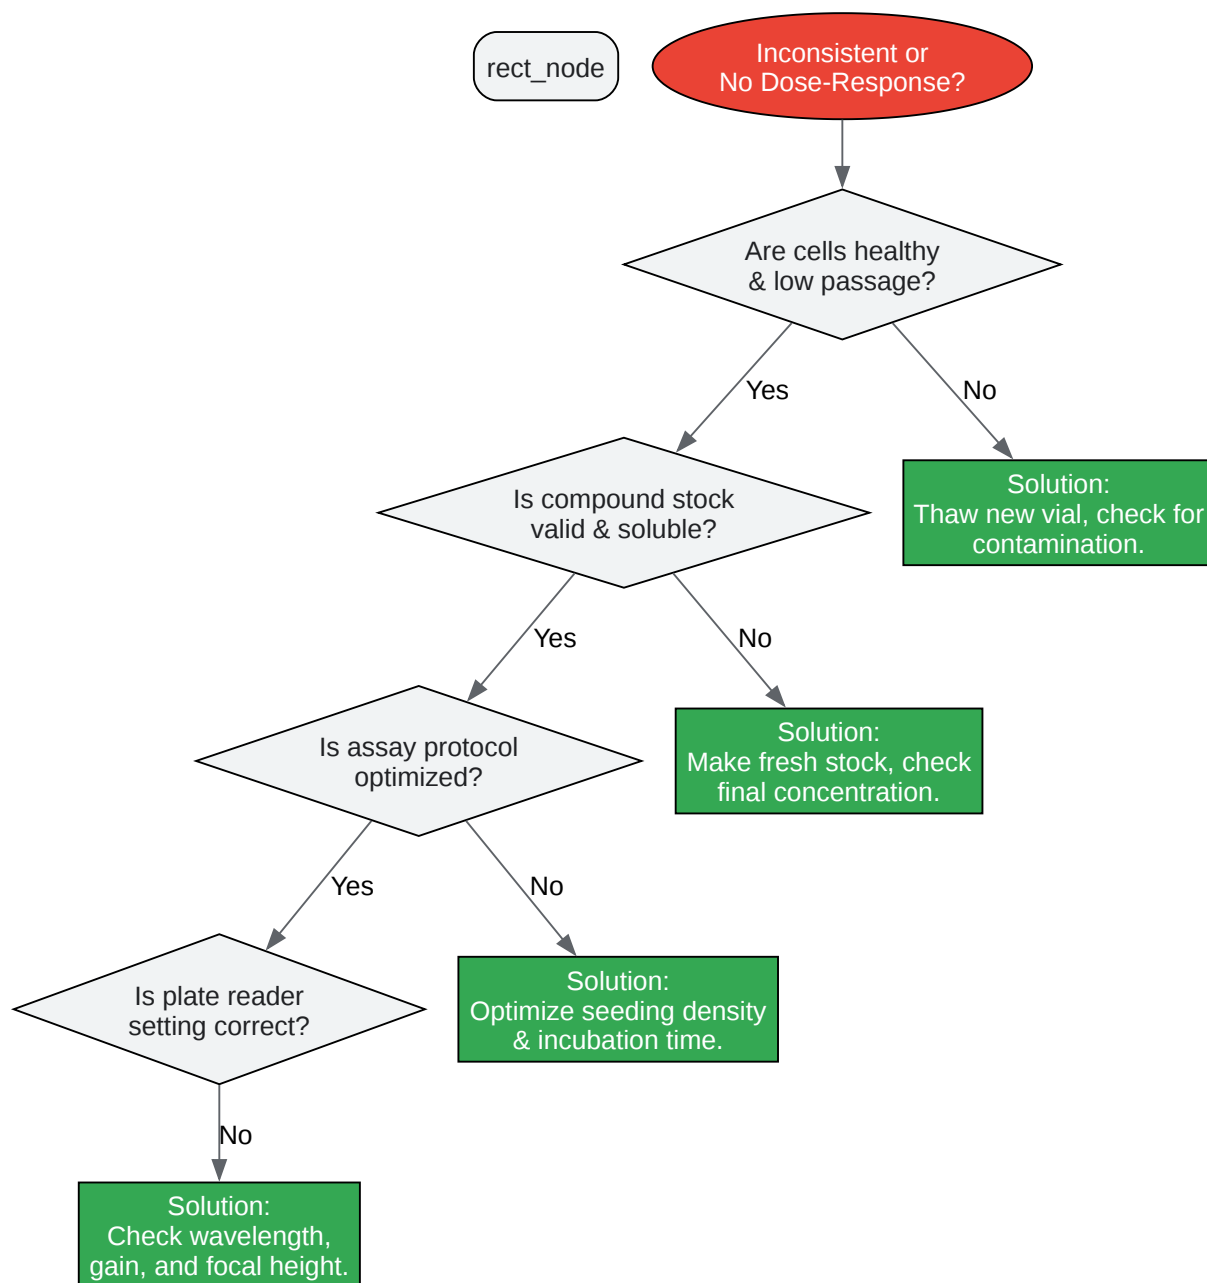 rect_node
Inconsistent or
No Dose-Response?
Are cells healthy
& low passage?
Yes
No
Is compound stock
valid & soluble?
Solution:
Thaw new vial, check for
contamination.
Yes
No
Is assay protocol
optimized?
Solution:
Make fresh stock, check
final concentration.
Yes
No
Is plate reader
setting correct?
Solution:
Optimize seeding density
& incubation time.
No
Solution:
Check wavelength,
gain, and focal height.